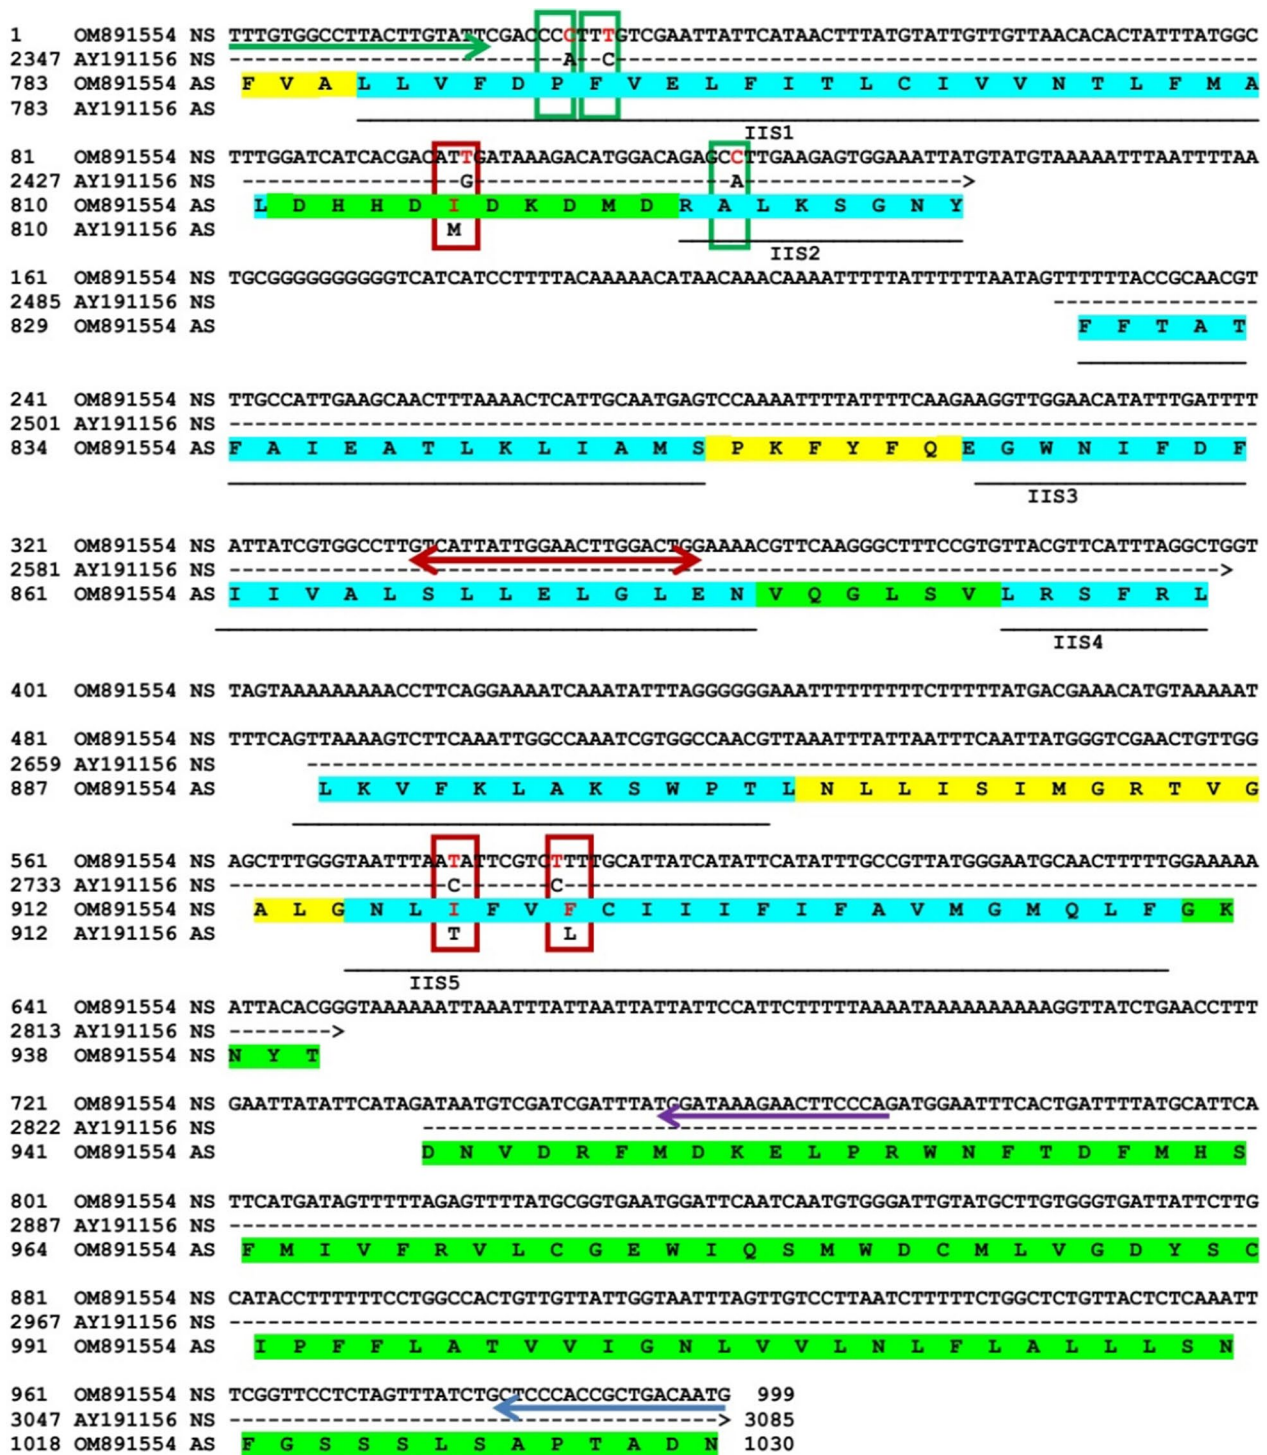 1 OM891554 NS TTTGTGGCCTTACTTGTATTCGACCCCCTTTGTCGAATTATTCATAACTTTATGTATTGTTGTTAACACACTATTTATGGC
2347 AY191156 NS --------------------------A--C--------------------------------------------------
783 OM891554 AS F V A L L V F D P F V E L F I T L C I V V N T L F M A
783 AY191156 AS
IIS1
81 OM891554 NS TTTGGATCATCACGACATTGATAAAGACATGGACAGAGCCTTGAAGAGTGGAAATTATGTATGTAAAAATTTAATTTTAA
2427 AY191156 NS -----------------G--------------------A----------------->
810 OM891554 AS L D H H D I D K D M D R A L K S G N Y
810 AY191156 AS M
IIS2
161 OM891554 NS TGCGGGGGGGGGGTCATCATCCTTTTACAAAAACATAACAAACAAAATTTTTATTTTTTAATAGTTTTTTACCGCAACGT
2485 AY191156 NS ----------------
829 OM891554 AS F F T A T
241 OM891554 NS TTGCCATTGAAGCAACTTTAAAACTCATTGCAATGAGTCCAAAATTTTATTTTCAAGAAGGTTGGAACATATTTGATTTT
2501 AY191156 NS --------------------------------------------------------------------------------
834 OM891554 AS F A I E A T L K L I A M S P K F Y F Q E G W N I F D F
IIS3
321 OM891554 NS ATTATCGTGGCCTTGTCATTATTGGAACTTGGACTGGAAAACGTTCAAGGGCTTTCCGTGTTACGTTCATTTAGGCTGGT
2581 AY191156 NS ----------------------------------------------------------------------------->
861 OM891554 AS I I V A L S L L E L G L E N V Q G L S V L R S F R L
IIS4
401 OM891554 NS TAGTAAAAAAAAACCTTCAGGAAAATCAAATATTTAGGGGGGAAATTTTTTTTTCTTTTTATGACGAAACATGTAAAAAT
481 OM891554 NS TTTCAGTTAAAAGTCTTCAAATTGGCCAAATCGTGGCCAACGTTAAATTTATTAATTTCAATTATGGGTCGAACTGTTGG
2659 AY191156 NS --------------------------------------------------------------------------
887 OM891554 AS L K V F K L A K S W P T L N L L I S I M G R T V G
561 OM891554 NS AGCTTTGGGTAATTTAATATTCGTCTTTTGCATTATCATATTCATATTTGCCGTTATGGGAATGCAACTTTTTGGAAAAA
2733 AY191156 NS -----------------C-------C------------------------------------------------------
912 OM891554 AS A L G N L I F V F C I I I F I F A V M G M Q L F G K
912 AY191156 AS T L
IIS5
641 OM891554 NS ATTACACGGGTAAAAAATTAAATTTATTAATTATTATTCCATTCTTTTTAAAATAAAAAAAAAAGGTTATCTGAACCTTT
2813 AY191156 NS -------->
938 OM891554 NS N Y T
721 OM891554 NS GAATTATATTCATAGATAATGTCGATCGATTTATGGATAAAGAACTTCCCAGATGGAATTTCACTGATTTTATGCATTCA
2822 AY191156 NS -----------------------------------------------------------------
941 OM891554 AS D N V D R F M D K E L P R W N F T D F M H S
801 OM891554 NS TTCATGATAGTTTTTAGAGTTTTATGCGGTGAATGGATTCAATCAATGTGGGATTGTATGCTTGTGGGTGATTATTCTTG
2887 AY191156 NS --------------------------------------------------------------------------------
964 OM891554 AS F M I V F R V L C G E W I Q S M W D C M L V G D Y S C
881 OM891554 NS CATACCTTTTTTCCTGGCCACTGTTGTTATTGGTAATTTAGTTGTCCTTAATCTTTTTCTGGCTCTGTTACTCTCAAATT
2967 AY191156 NS --------------------------------------------------------------------------------
991 OM891554 AS I P F F L A T V V I G N L V V L N L F L A L L L S N
961 OM891554 NS TCGGTTCCTCTAGTTTATCTGCTCCCACCGCTGACAATG 999
3047 AY191156 NS --------------------------------------> 3085
1018 OM891554 AS F G S S S L S A P T A D N 1030